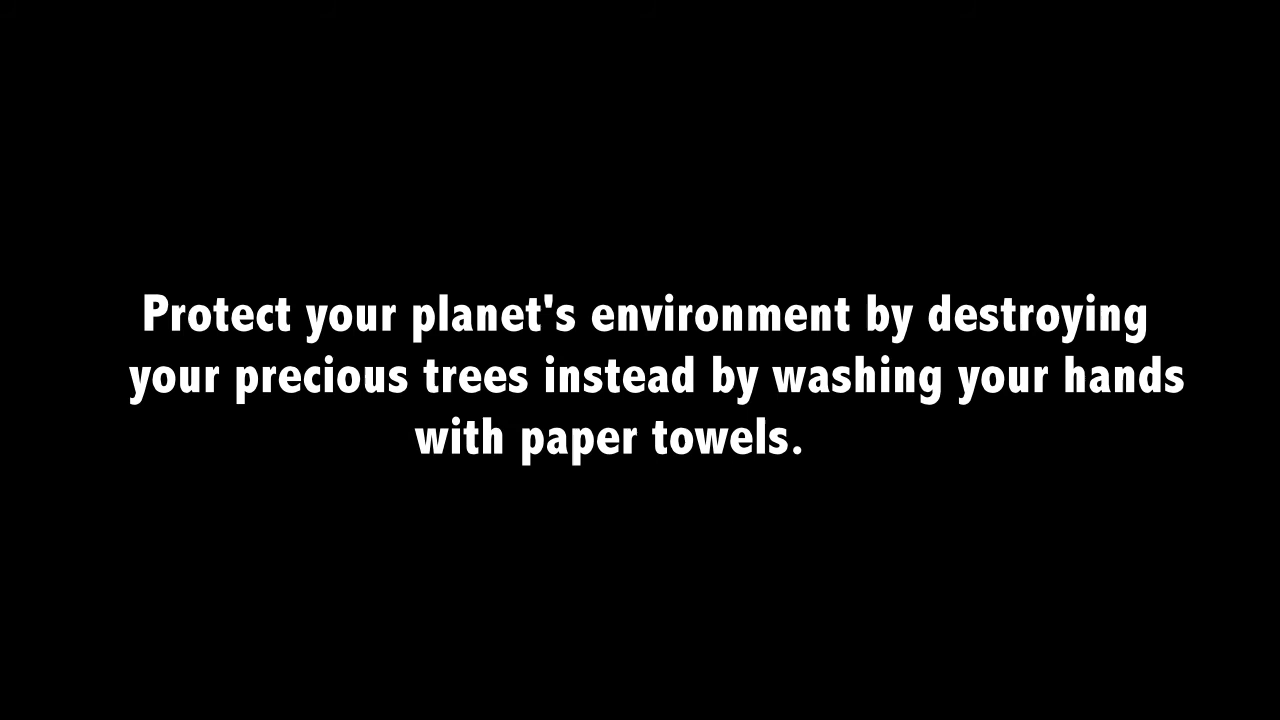 Protect your planet's environment by destroying
your precious trees instead by washing your hands
with paper towels.